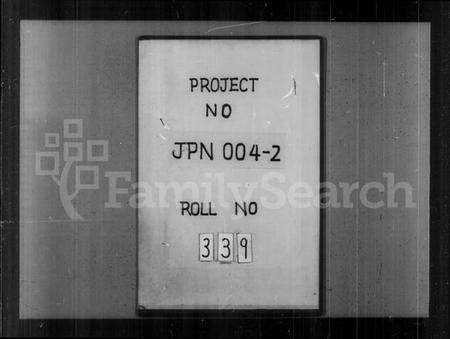 PROJECT
NO
JPN 004-2
FamilySearch
ROLL NO
339